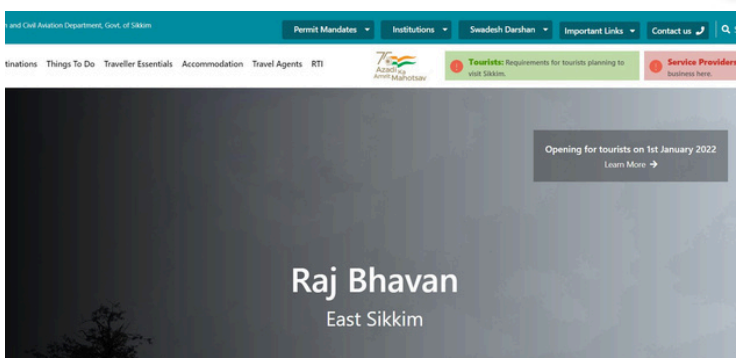 n and Civil Aviation Department, Govt. of Sikkim
Permit Mandates Institutions Swadesh Darshan Important Links Contact us
tinations Things To Do Traveller Essentials Accommodation Travel Agents RTI
Azadi Ka
Amrit Mahotsav
Tourists: Requirements for tourists planning to
visit Sikkim.
Service Providers
business here.
Opening for tourists on 1st January 2022
Learn More →
Raj Bhavan
East Sikkim